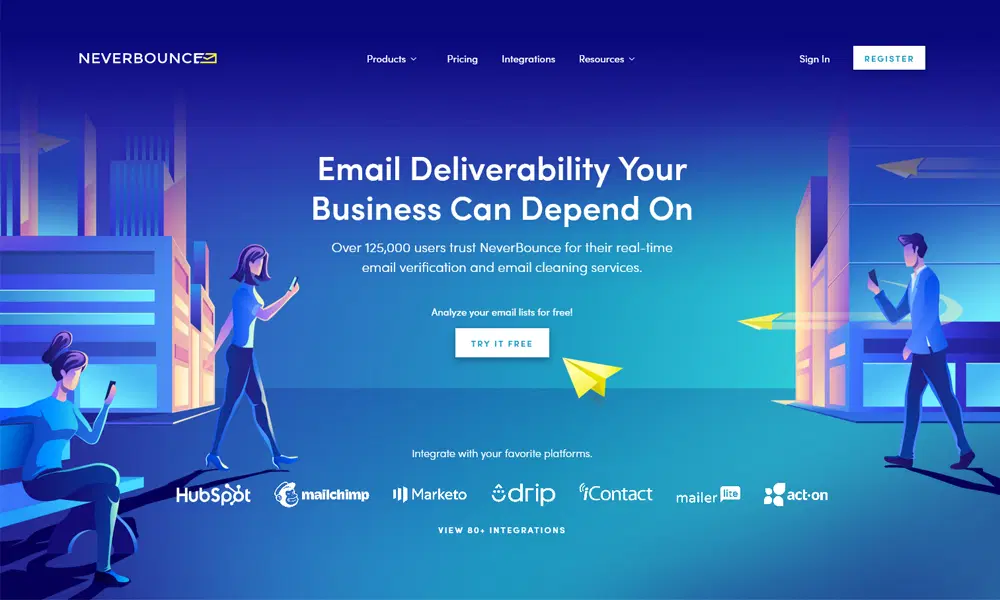 NEVERBOUNCE
Products Pricing Integrations Resources Sign In REGISTER
Email Deliverability Your
Business Can Depend On
Over 125,000 users trust NeverBounce for their real-time
email verification and email cleaning services.
Analyze your email lists for free!
TRY IT FREE
Integrate with your favorite platforms.
HubSpot mailchimp Marketo drip iContact mailer lite act-on
VIEW 80+ INTEGRATIONS